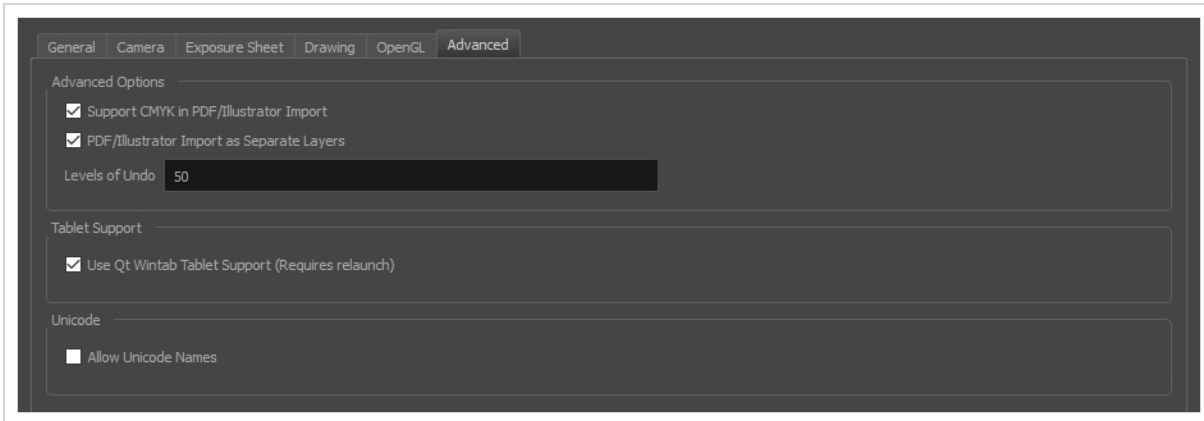 General Camera Exposure Sheet Drawing OpenGL Advanced
Advanced Options
Support CMYK in PDF/Illustrator Import
PDF/Illustrator Import as Separate Layers
Levels of Undo 50
Tablet Support
Use Qt Wintab Tablet Support (Requires relaunch)
Unicode
Allow Unicode Names